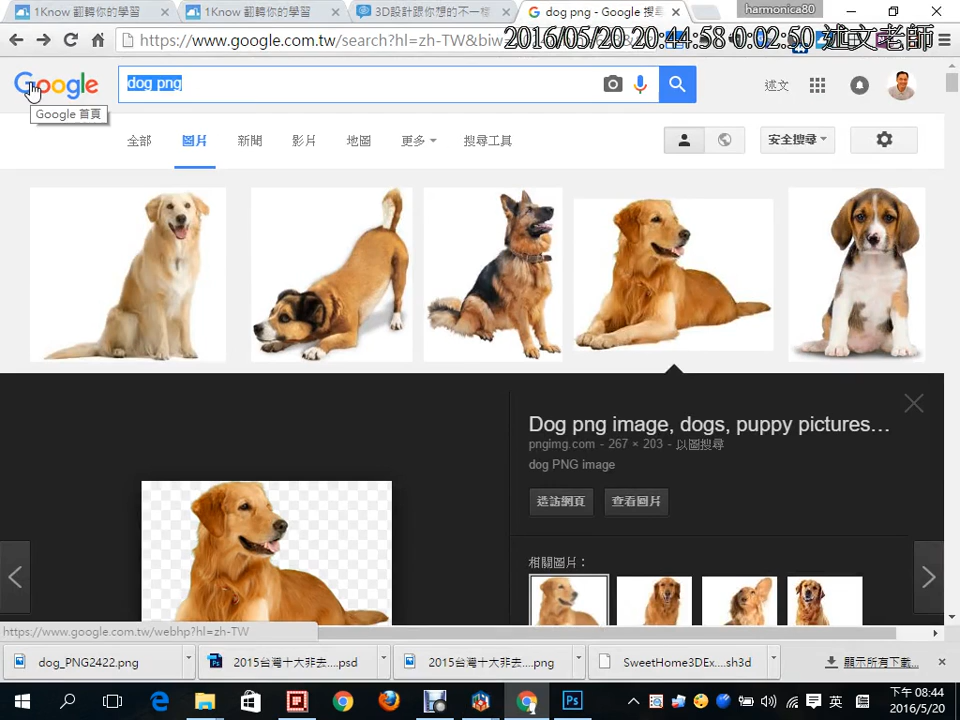 1Know 翻轉你的學習
1Know 翻轉你的學習
3D設計跟你想的不一樣
dog png - Google 搜尋
harmonica80
https://www.google.com.tw/search?hl=zh-TW&biw
2016/05/20 20:44:58 0:02:50 述文老師
Google
dog png
述文
Google 首頁
全部
圖片
新聞
影片
地圖
更多
搜尋工具
安全搜尋
Dog png image, dogs, puppy pictures…
pngimg.com - 267 × 203 - 以圖搜尋
dog PNG image
造訪網頁
查看圖片
相關圖片：
https://www.google.com.tw/webhp?hl=zh-TW
dog_PNG2422.png
2015台灣十大非去....psd
2015台灣十大非去....png
SweetHome3DEx....sh3d
顯示所有下載...
英
下午 08:44
2016/5/20